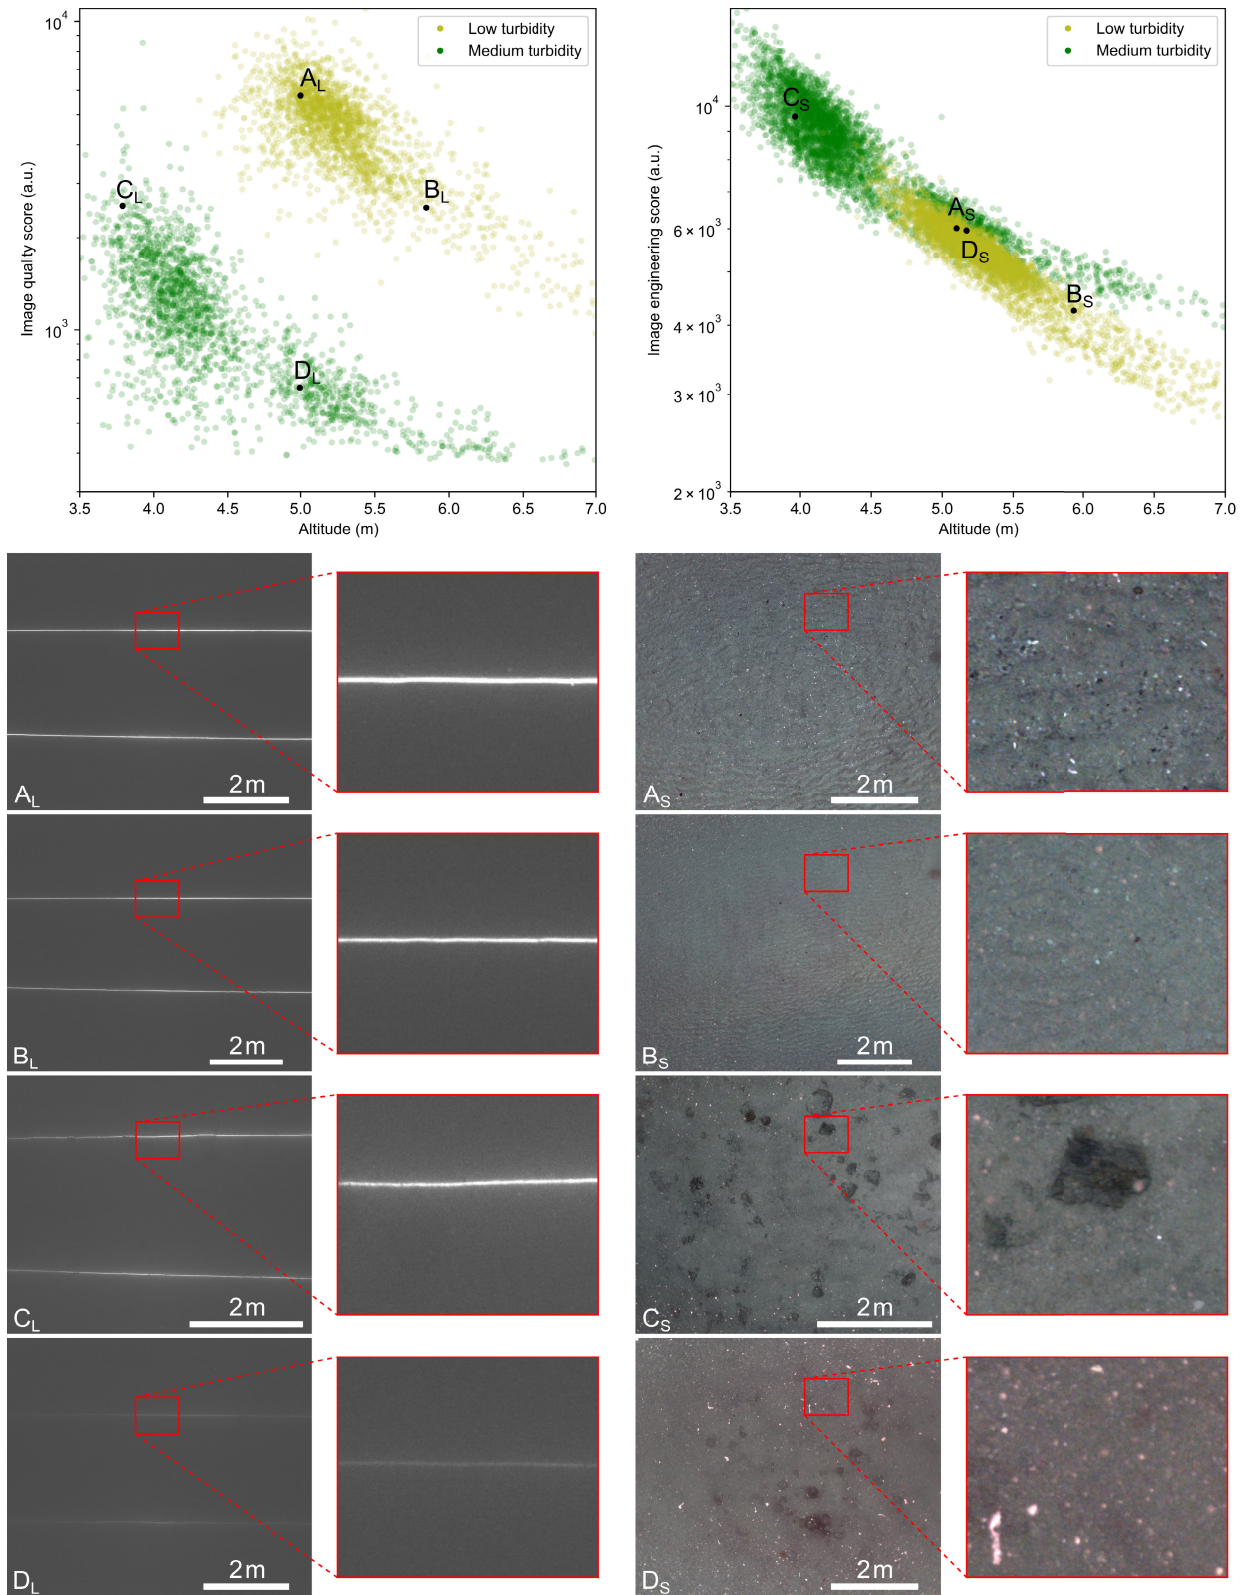 10⁴
10³
Image quality score (a.u.)
Low turbidity
Medium turbidity
A_L
B_L
C_L
D_L
3.5 4.0 4.5 5.0 5.5 6.0 6.5 7.0
Altitude (m)
10⁴
6 × 10³
4 × 10³
3 × 10³
2 × 10³
Image engineering score (a.u.)
Low turbidity
Medium turbidity
C_S
A_S
D_S
B_S
3.5 4.0 4.5 5.0 5.5 6.0 6.5 7.0
Altitude (m)
2m
A_L
2m
A_S
2m
B_L
2m
B_S
2m
C_L
2m
C_S
2m
D_L
2m
D_S